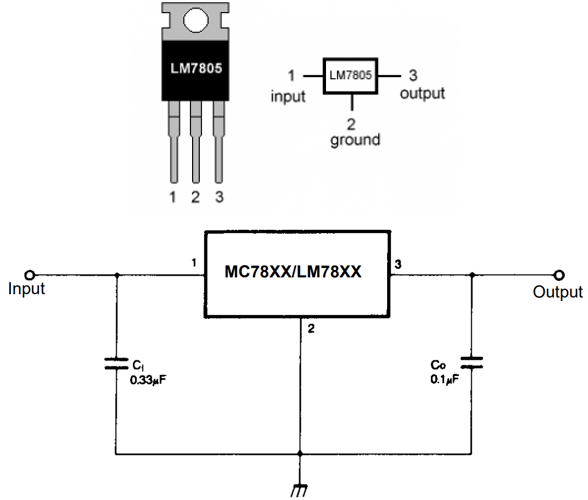 LM7805
1 2 3
1
input
LM7805
3
output
2
ground
MC78XX/LM78XX
1
3
2
Input
Output
CI
0.33µF
Co
0.1µF